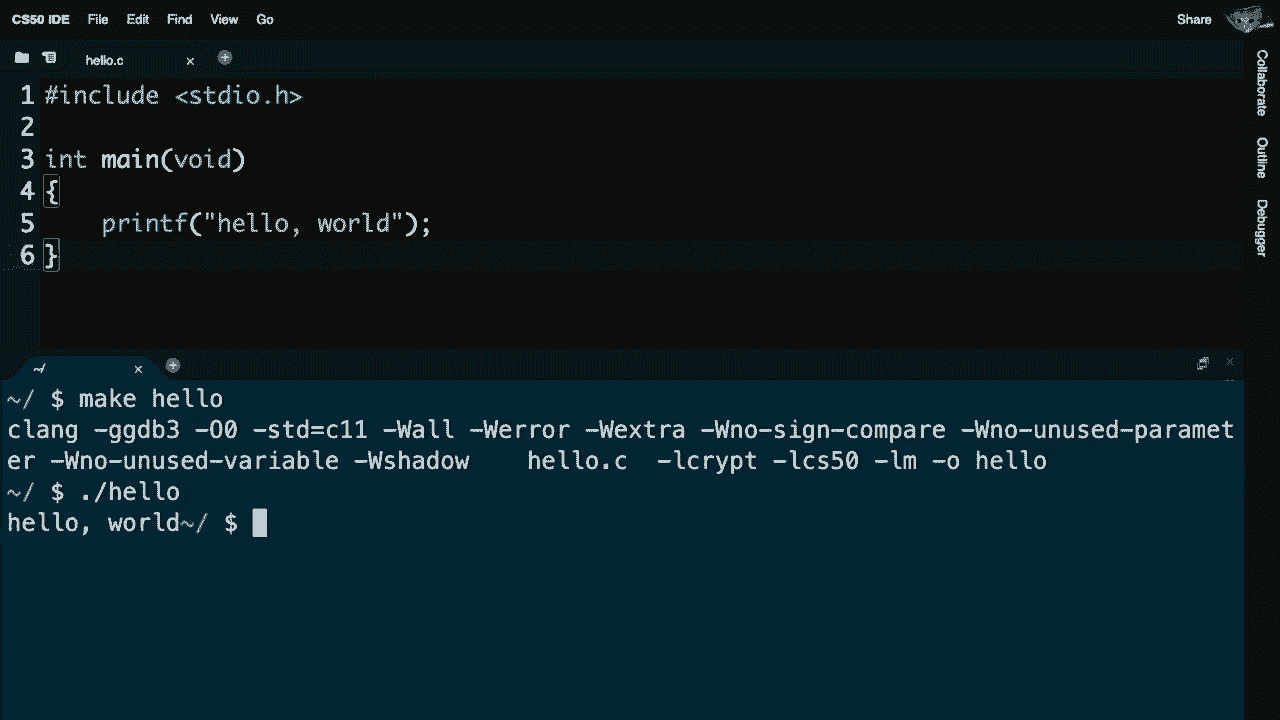 CS50 IDE File Edit Find View Go Share
hello.c
1 #include <stdio.h>
2
3 int main(void)
4 {
5     printf("hello, world");
6 }
Collaborate
Outline
Debugger
~/
~/ $ make hello
clang -ggdb3 -O0 -std=c11 -Wall -Werror -Wextra -Wno-sign-compare -Wno-unused-paramet
er -Wno-unused-variable -Wshadow    hello.c  -lcrypt -lcs50 -lm -o hello
~/ $ ./hello
hello, world~/ $